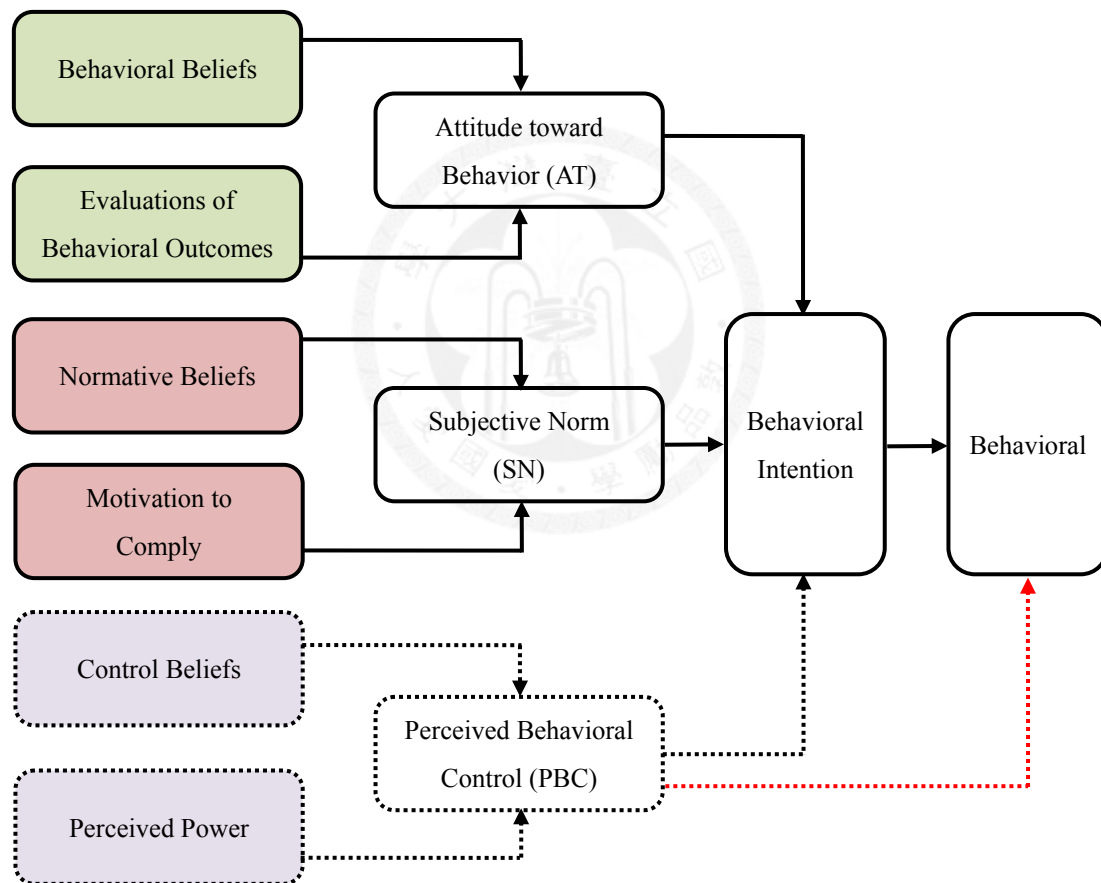 Behavioral Beliefs
Attitude toward
Behavior (AT)
Evaluations of
Behavioral Outcomes
Normative Beliefs
Subjective Norm
(SN)
Motivation to
Comply
Behavioral
Intention
Behavioral
Control Beliefs
Perceived Behavioral
Control (PBC)
Perceived Power